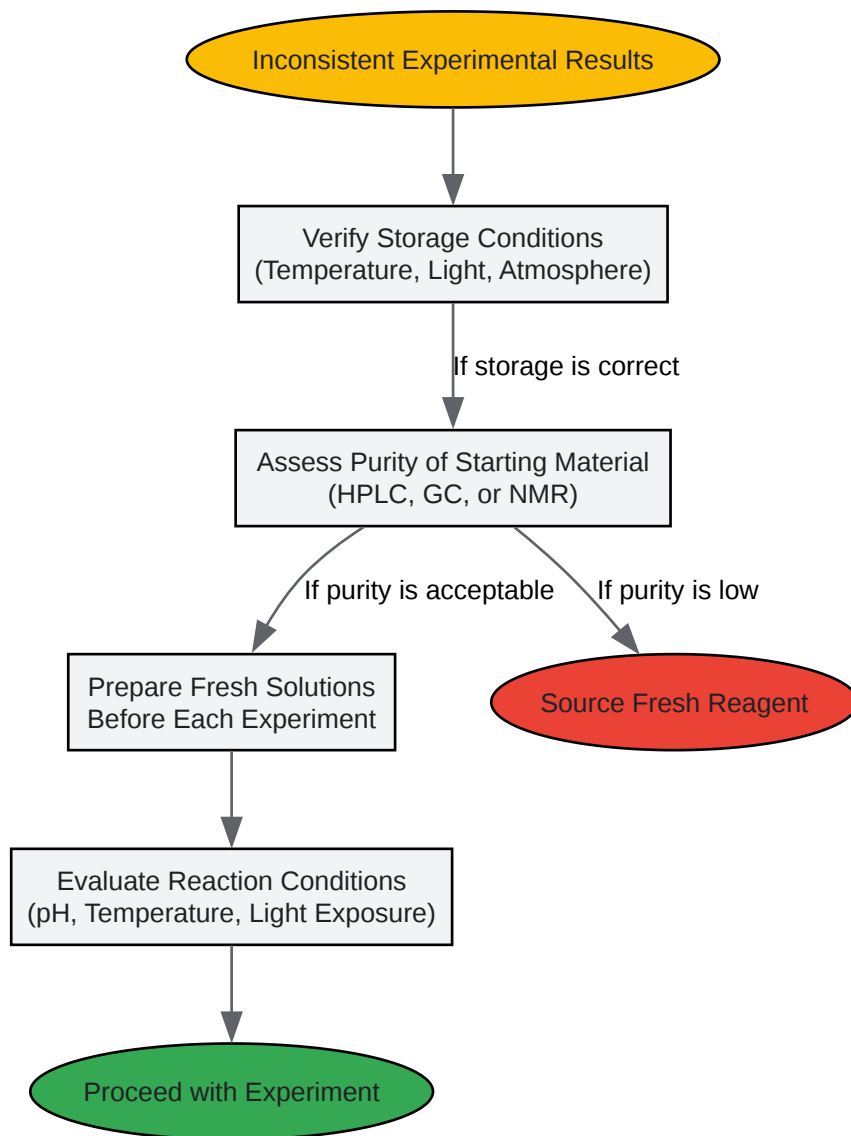 Inconsistent Experimental Results
Verify Storage Conditions
(Temperature, Light, Atmosphere)
If storage is correct
Assess Purity of Starting Material
(HPLC, GC, or NMR)
If purity is acceptable
If purity is low
Prepare Fresh Solutions
Before Each Experiment
Source Fresh Reagent
Evaluate Reaction Conditions
(pH, Temperature, Light Exposure)
Proceed with Experiment